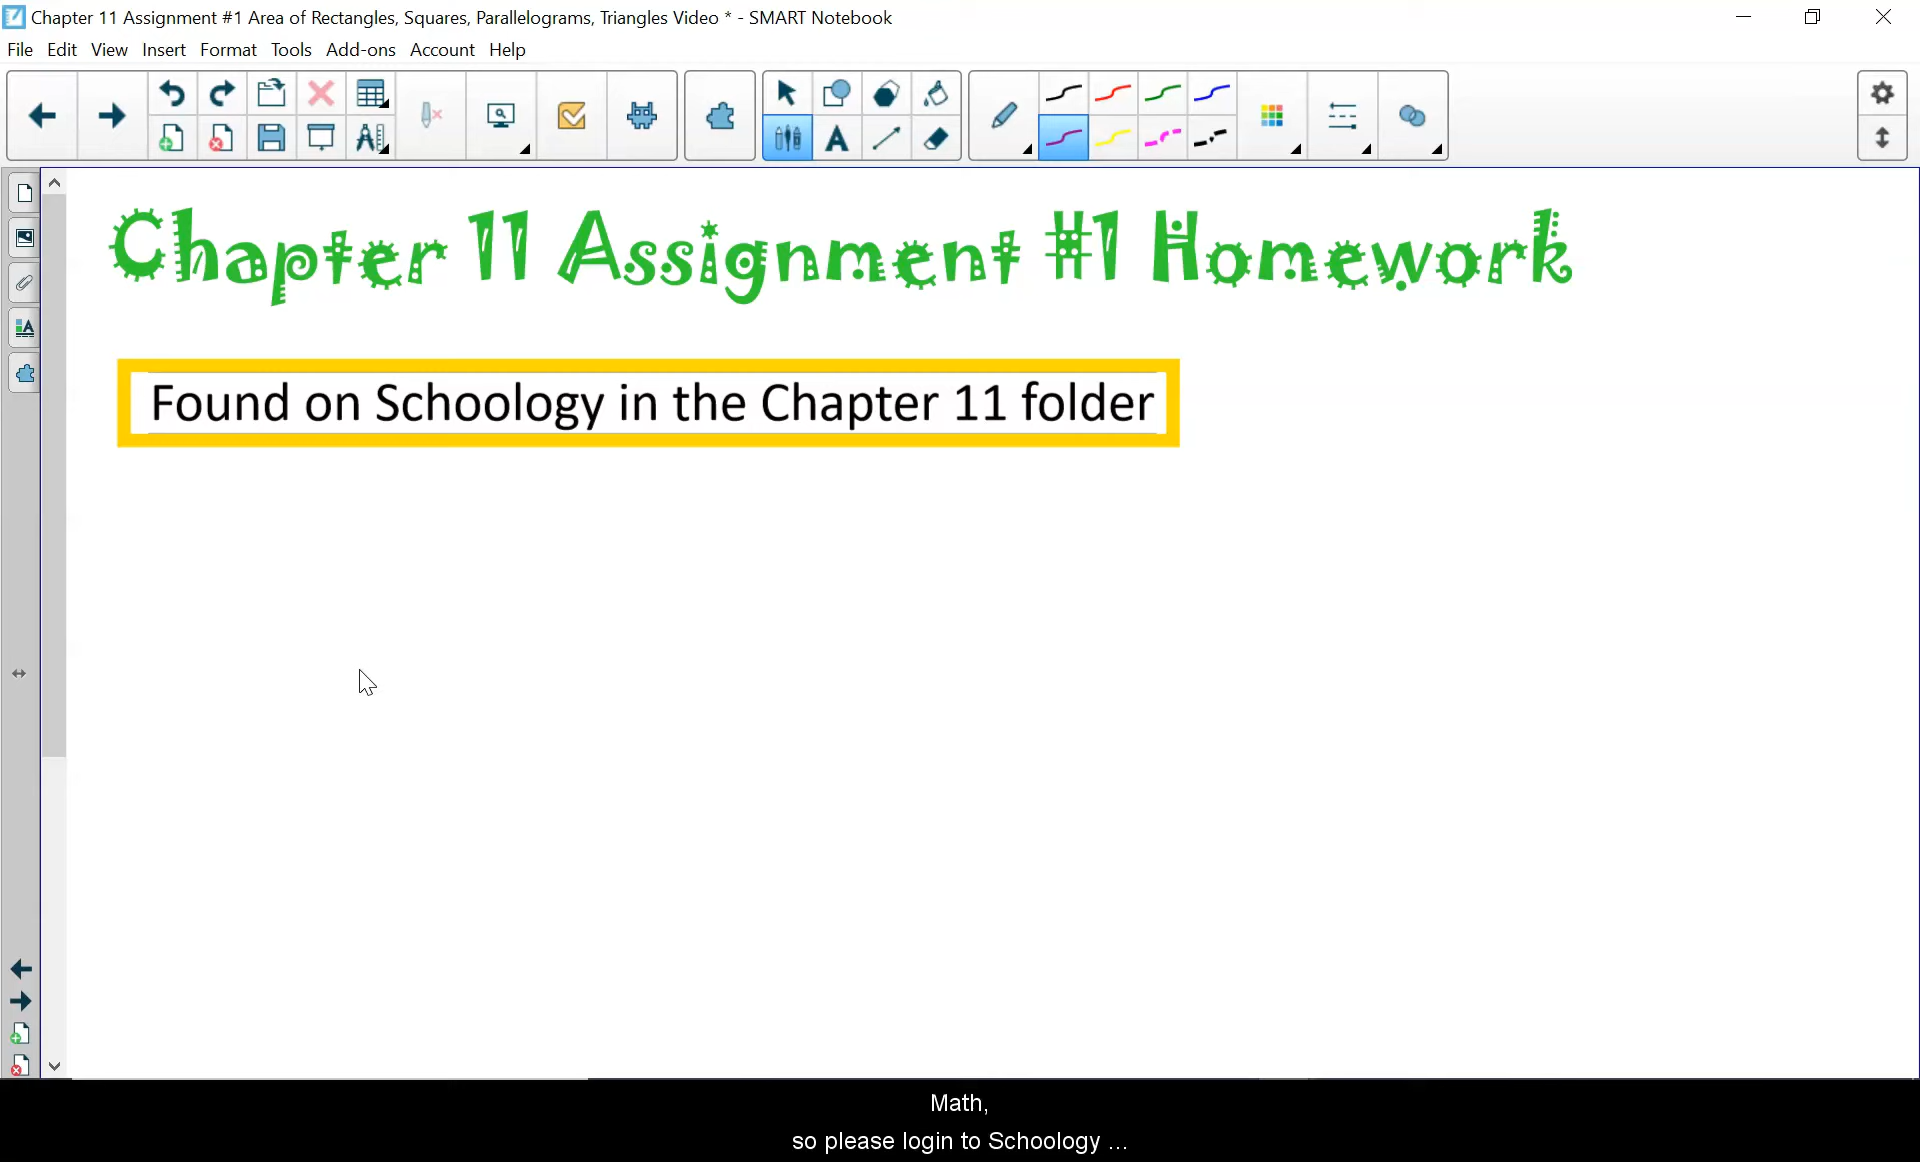 Chapter 11 Assignment #1 Area of Rectangles, Squares, Parallelograms, Triangles Video * - SMART Notebook
File Edit View Insert Format Tools Add-ons Account Help
Chapter 11 Assignment #1 Homework
Found on Schoology in the Chapter 11 folder
Math,
so please login to Schoology ...